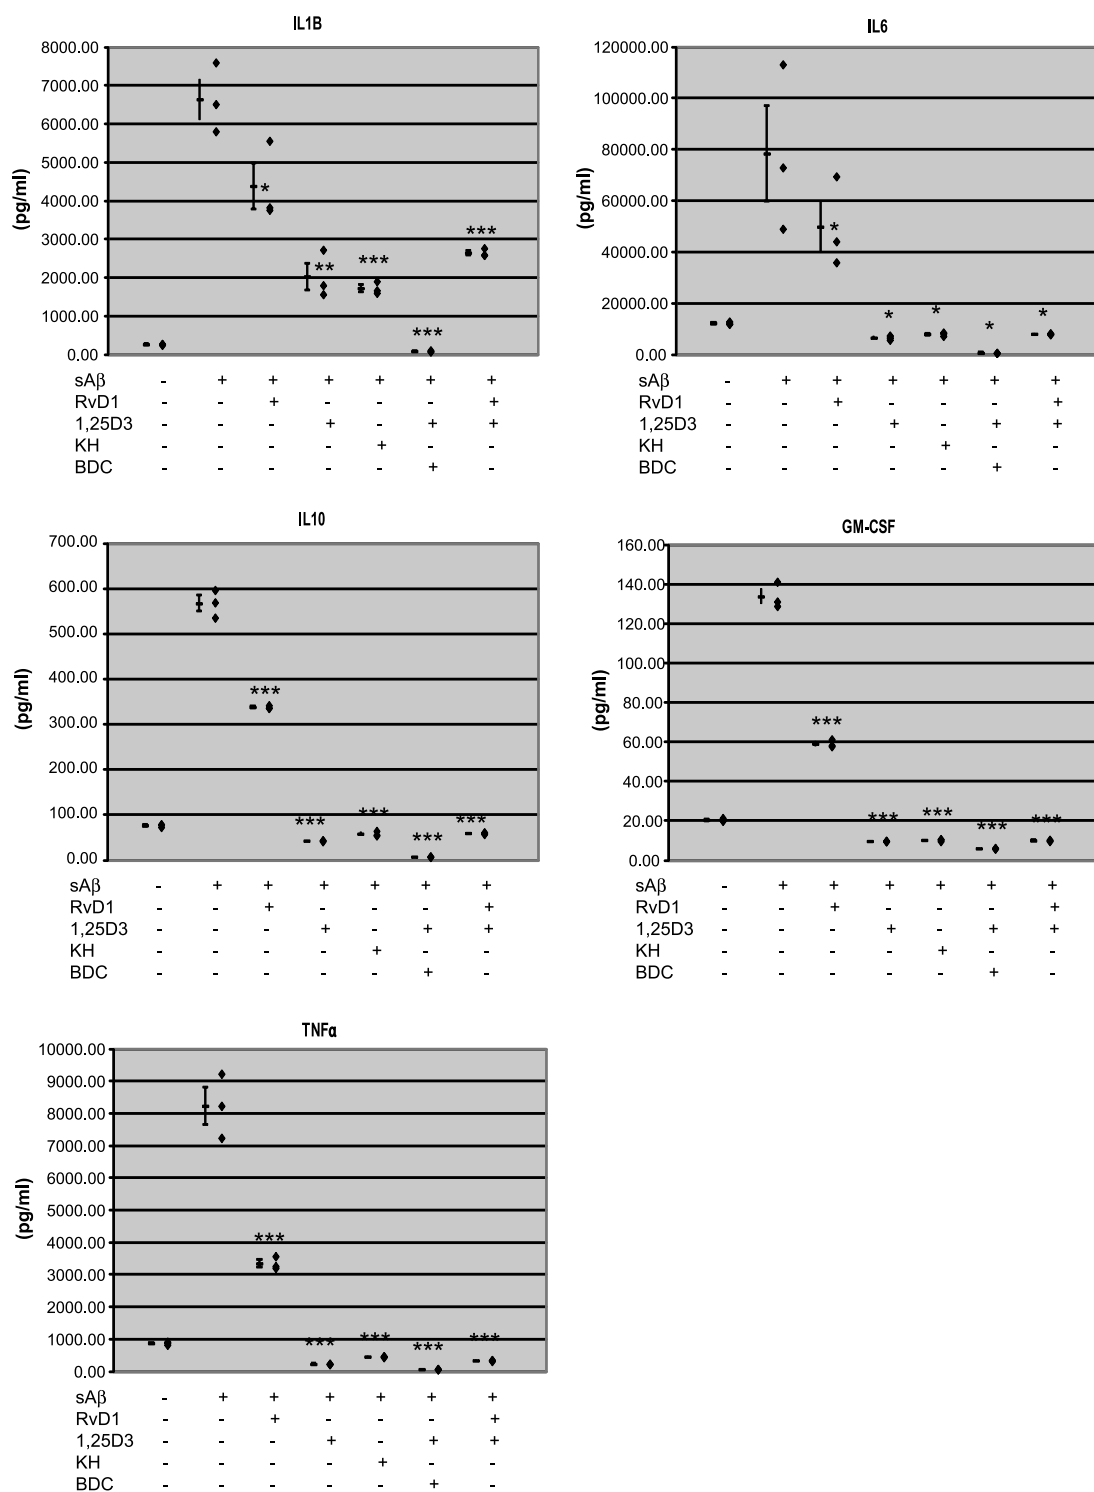 IL1B
8000.00
7000.00
6000.00
5000.00
4000.00
3000.00
2000.00
1000.00
0.00
(pg/ml)
*
**
***
***
***
sAβ - + + + + + +
RvD1 - - + - - - +
1,25D3 - - - + - + +
KH - - - - + - -
BDC - - - - - + -
IL6
120000.00
100000.00
80000.00
60000.00
40000.00
20000.00
0.00
(pg/ml)
*
*
*
*
*
sAβ - + + + + + +
RvD1 - - + - - - +
1,25D3 - - - + - + +
KH - - - - + - -
BDC - - - - - + -
IL10
700.00
600.00
500.00
400.00
300.00
200.00
100.00
0.00
(pg/ml)
***
***
***
***
***
sAβ - + + + + + +
RvD1 - - + - - - +
1,25D3 - - - + - + +
KH - - - - + - -
BDC - - - - - + -
GM-CSF
160.00
140.00
120.00
100.00
80.00
60.00
40.00
20.00
0.00
(pg/ml)
***
***
***
***
***
sAβ - + + + + + +
RvD1 - - + - - - +
1,25D3 - - - + - + +
KH - - - - + - -
BDC - - - - - + -
TNFα
10000.00
9000.00
8000.00
7000.00
6000.00
5000.00
4000.00
3000.00
2000.00
1000.00
0.00
(pg/ml)
***
***
***
***
***
sAβ - + + + + + +
RvD1 - - + - - - +
1,25D3 - - - + - + +
KH - - - - + - -
BDC - - - - - + -